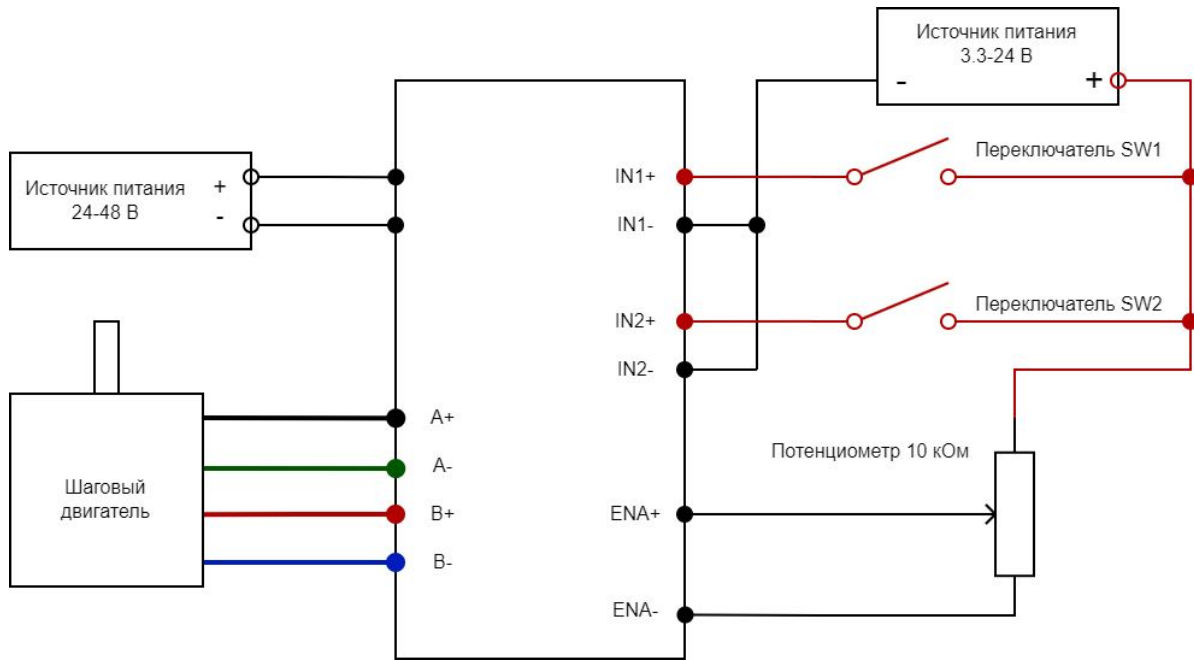 Источник питания
3.3-24 В
- +
Источник питания
24-48 В
+
-
IN1+
Переключатель SW1
IN1-
IN2+
Переключатель SW2
IN2-
Шаговый
двигатель
A+
A-
B+
B-
Потенциометр 10 кОм
ENA+
ENA-